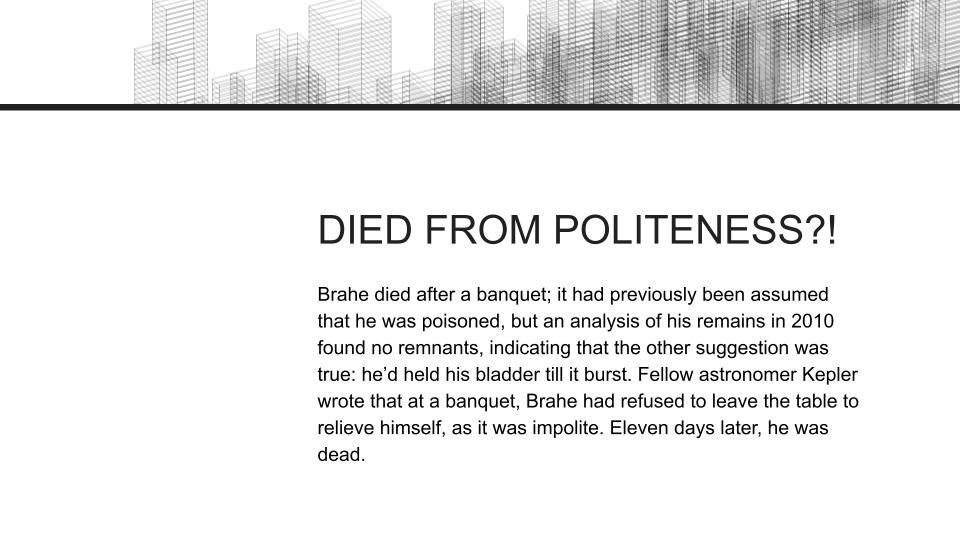 DIED FROM POLITENESS?!
Brahe died after a banquet; it had previously been assumed
that he was poisoned, but an analysis of his remains in 2010
found no remnants, indicating that the other suggestion was
true: he’d held his bladder till it burst. Fellow astronomer Kepler
wrote that at a banquet, Brahe had refused to leave the table to
relieve himself, as it was impolite. Eleven days later, he was
dead.